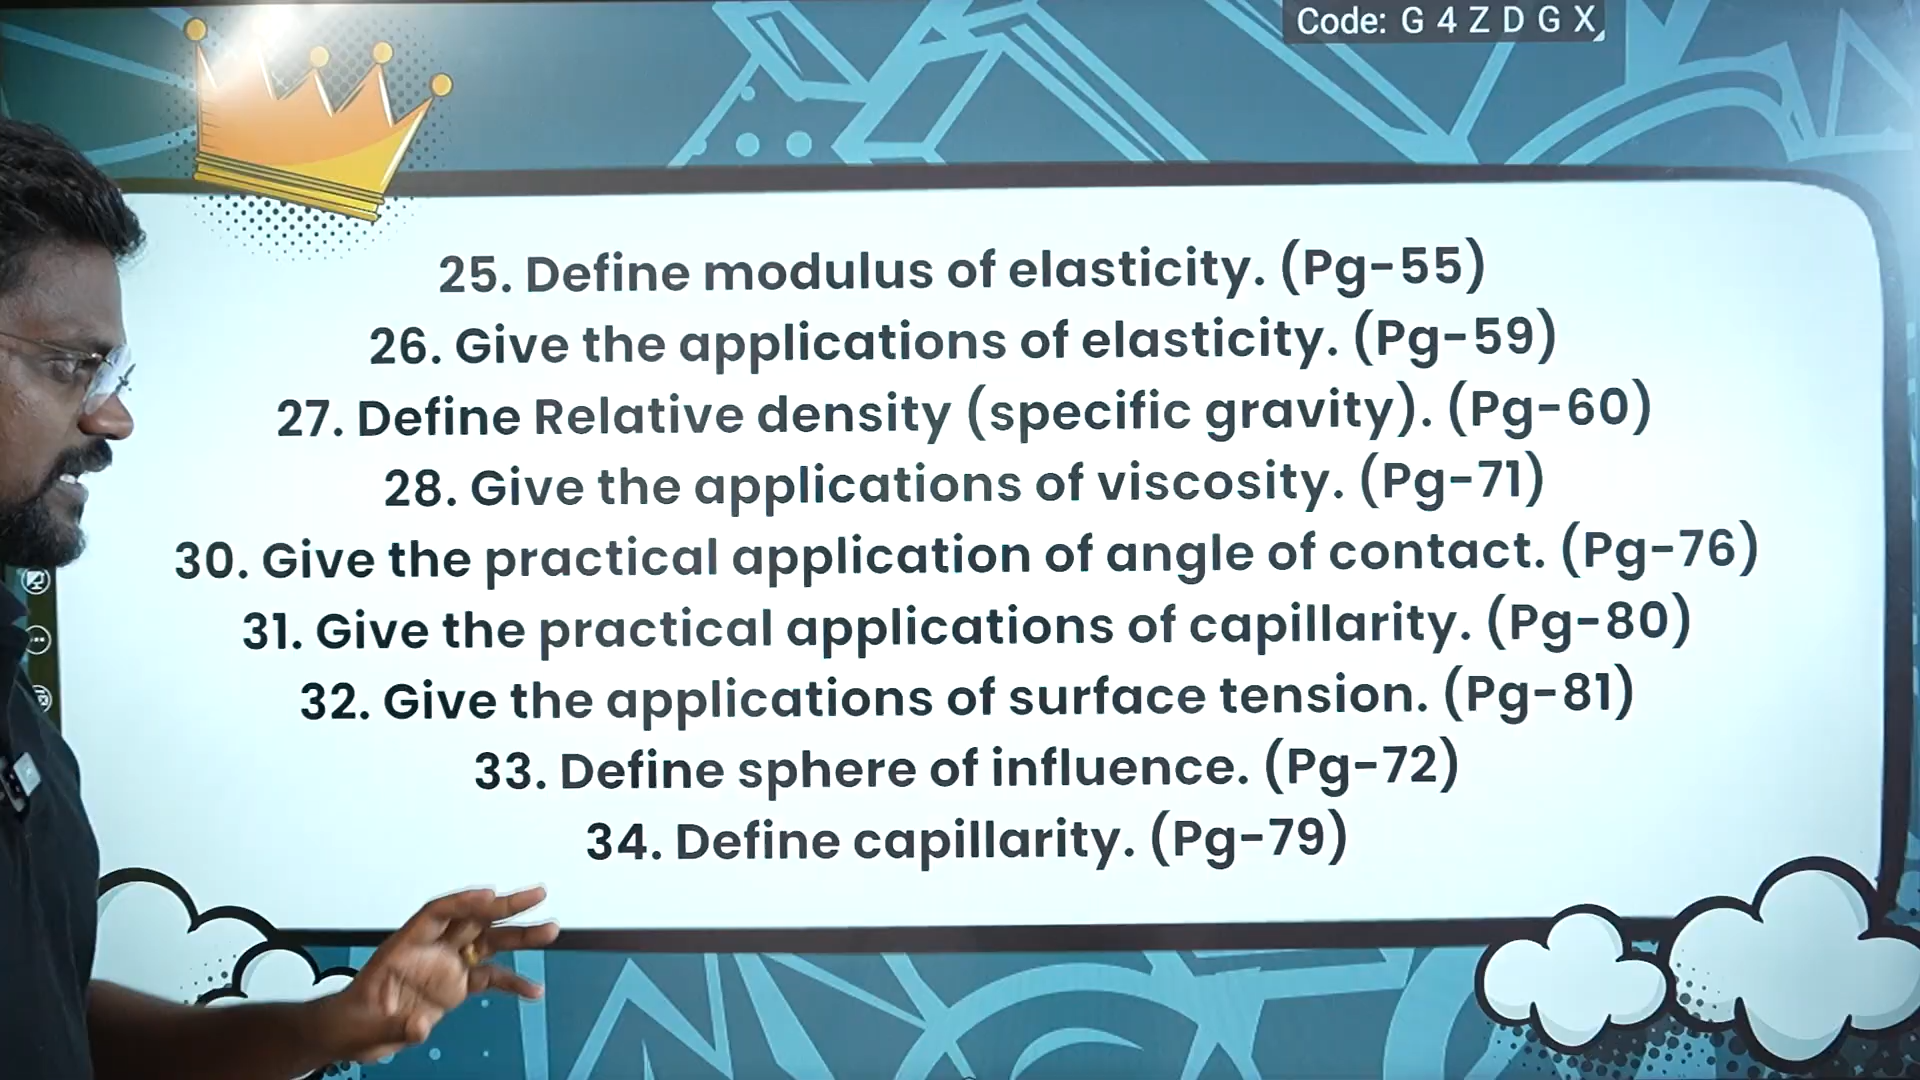 Code: G 4 Z D G X
25. Define modulus of elasticity. (Pg-55)
26. Give the applications of elasticity. (Pg-59)
27. Define Relative density (specific gravity). (Pg-60)
28. Give the applications of viscosity. (Pg-71)
30. Give the practical application of angle of contact. (Pg-76)
31. Give the practical applications of capillarity. (Pg-80)
32. Give the applications of surface tension. (Pg-81)
33. Define sphere of influence. (Pg-72)
34. Define capillarity. (Pg-79)